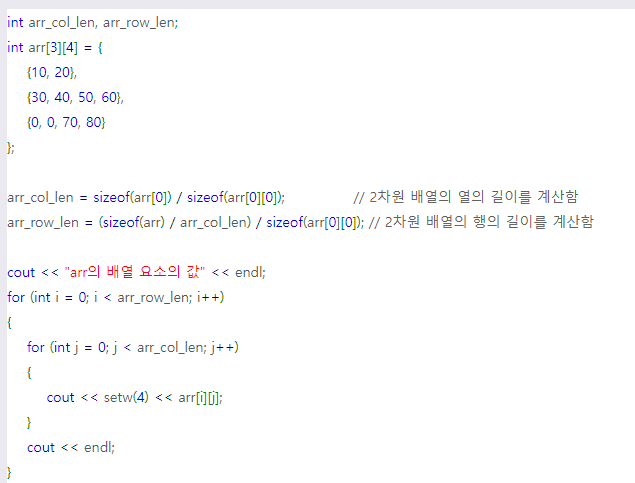 int arr_col_len, arr_row_len;
int arr[3][4] = {
{10, 20},
{30, 40, 50, 60},
{0, 0, 70, 80}
};
arr_col_len = sizeof(arr[0]) / sizeof(arr[0][0]); // 2차원 배열의 열의 길이를 계산함
arr_row_len = (sizeof(arr) / arr_col_len) / sizeof(arr[0][0]); // 2차원 배열의 행의 길이를 계산함
cout << "arr의 배열 요소의 값" << endl;
for (int i = 0; i < arr_row_len; i++)
{
for (int j = 0; j < arr_col_len; j++)
{
cout << setw(4) << arr[i][j];
}
cout << endl;
}